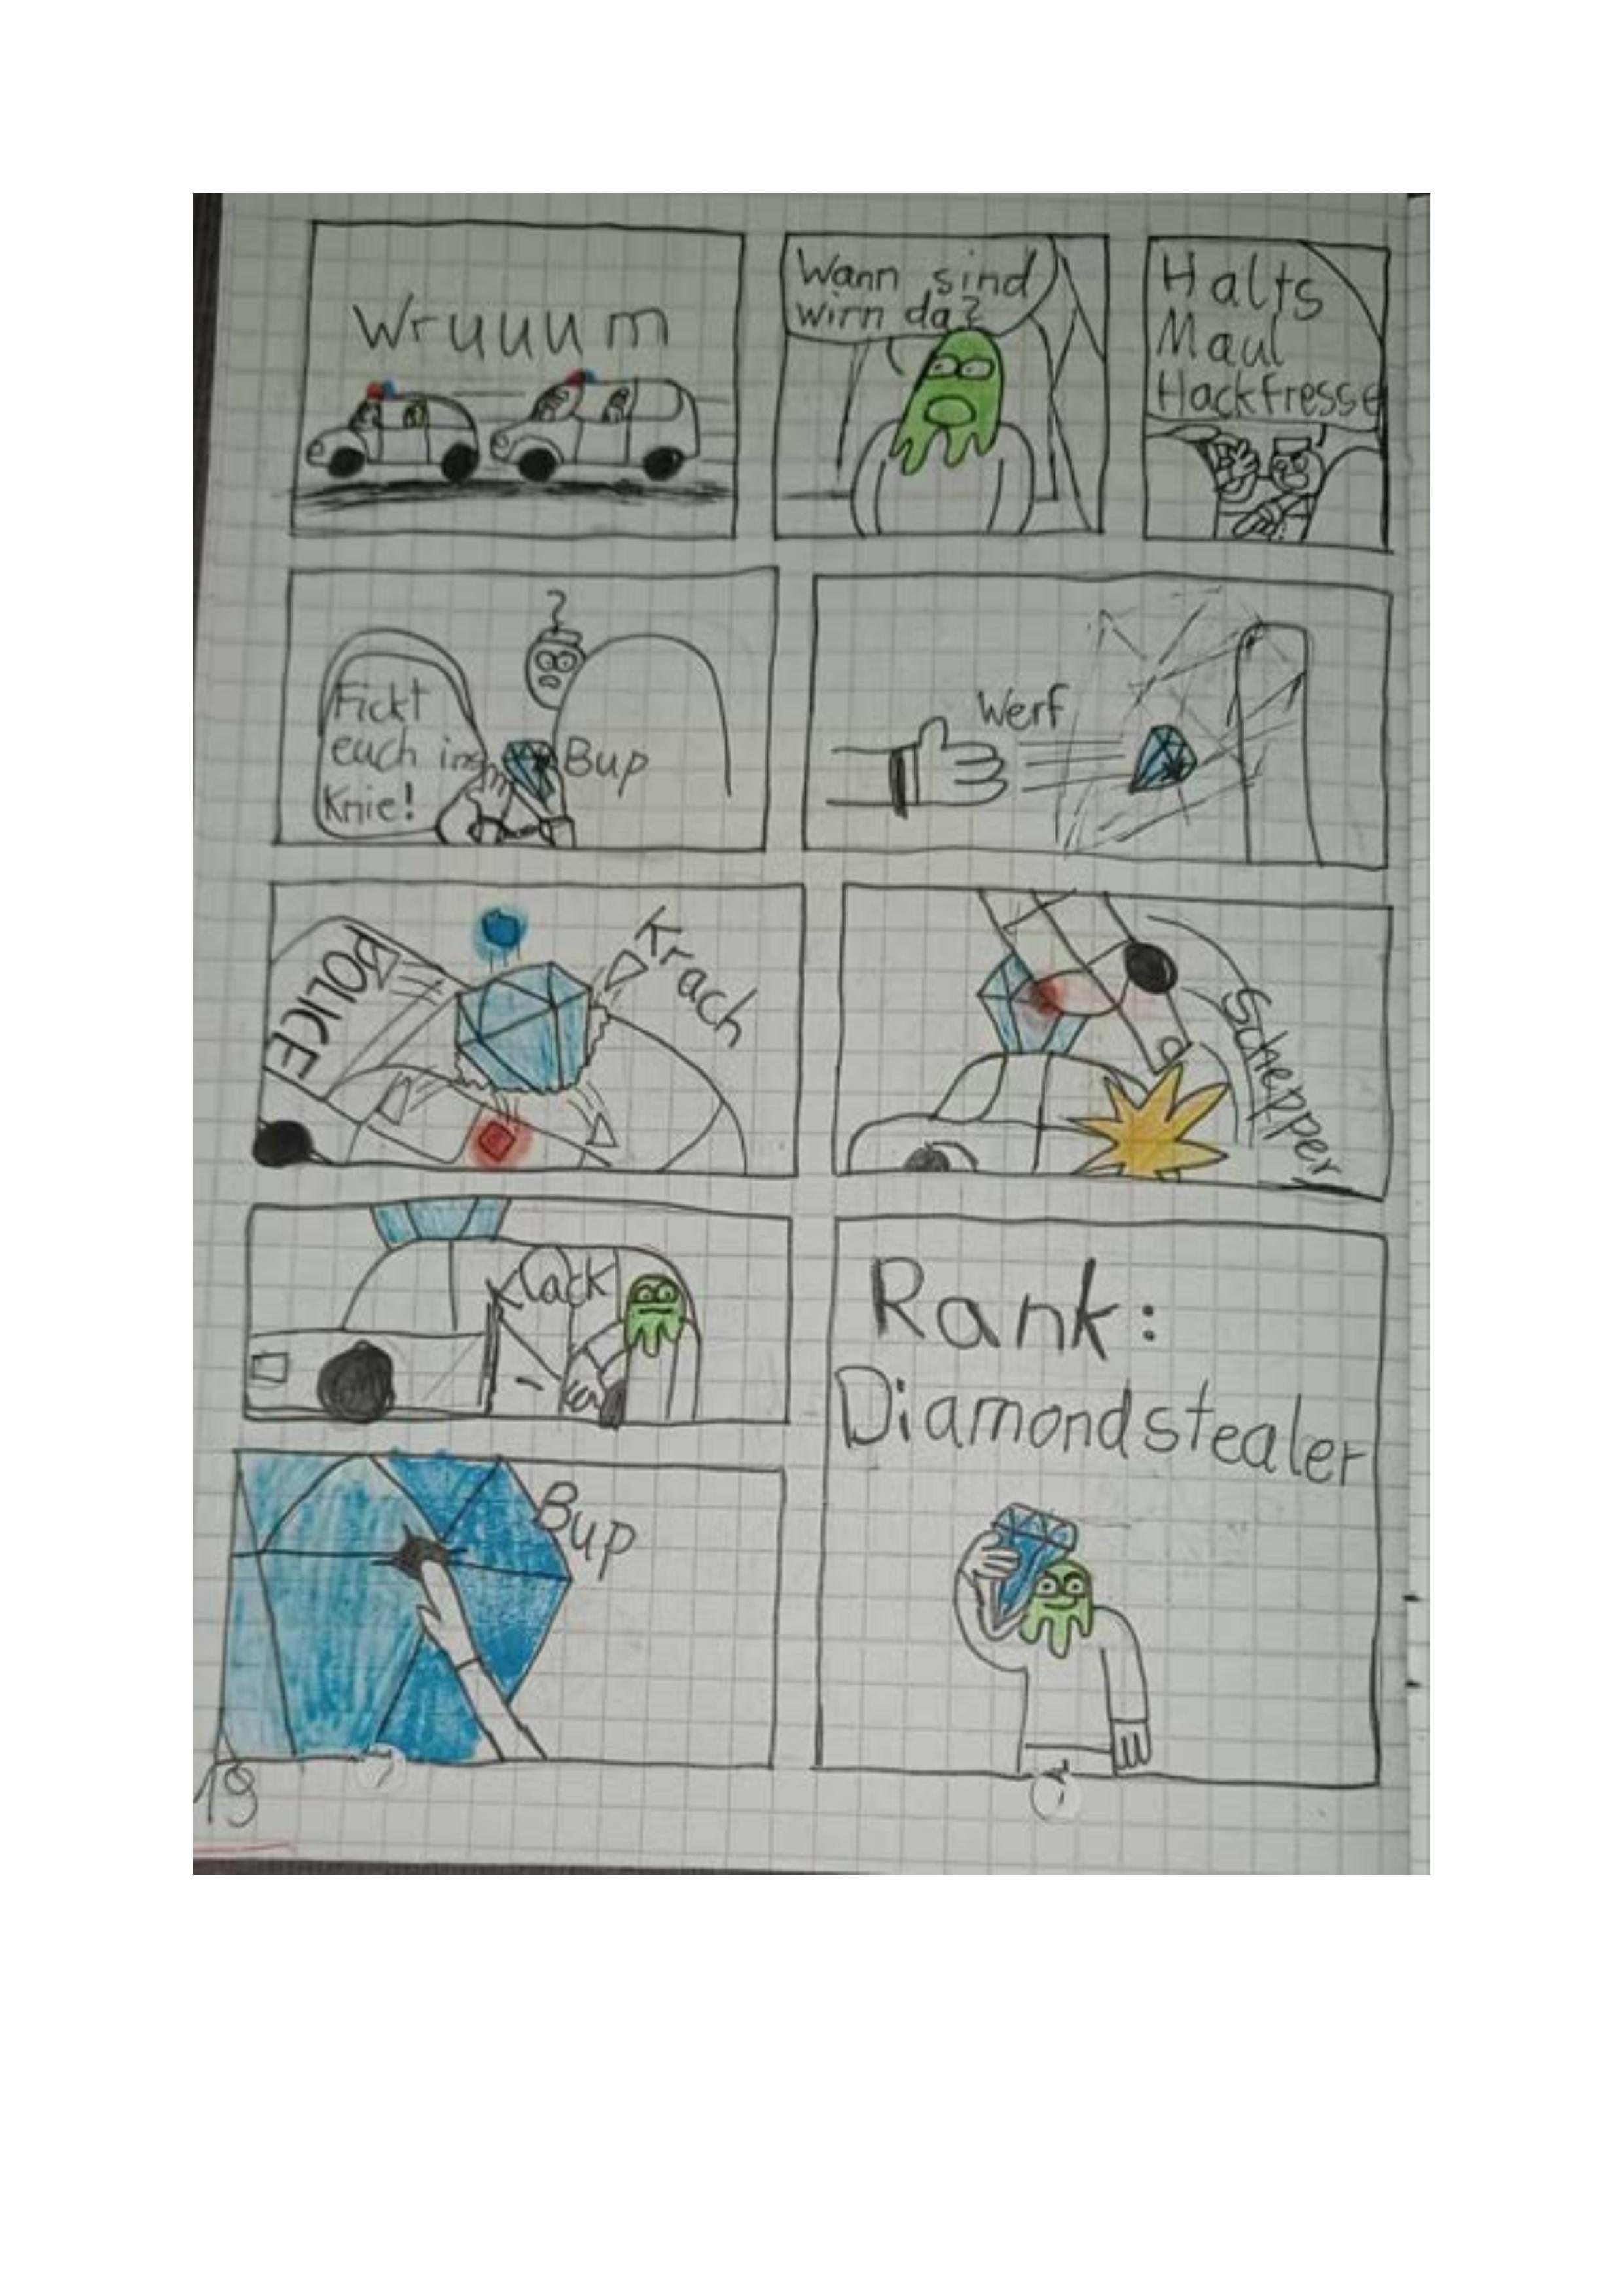 Wruuum
Wann sind
wirn da?
Halts
Maul
Hackfresse
?
Fickt
euch ins
Knie!
Bup
Werf
POLICE
Krach
Schepper
Klack
Bup
Rank:
Diamondstealer
19